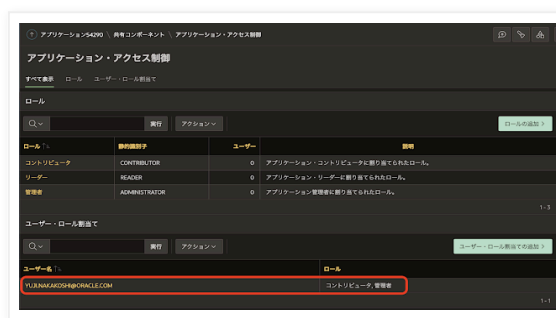 アプリケーション54290 \ 共有コンポーネント \ アプリケーション・アクセス制御
アプリケーション・アクセス制御
すべて表示 ロール ユーザー・ロール割当て
ロール
実行 アクション ロールの追加 >
ロール 静的識別子 ユーザー 説明
コントリビュータ CONTRIBUTOR 0 アプリケーション・コントリビュータに割り当てられたロール。
リーダー READER 0 アプリケーション・リーダーに割り当てられたロール。
管理者 ADMINISTRATOR 0 アプリケーション管理者に割り当てられたロール。
1-3
ユーザー・ロール割当て
実行 アクション ユーザー・ロール割当ての追加 >
ユーザー名 ロール
YUJI.NAKAKOSHI@ORACLE.COM コントリビュータ, 管理者
1-1